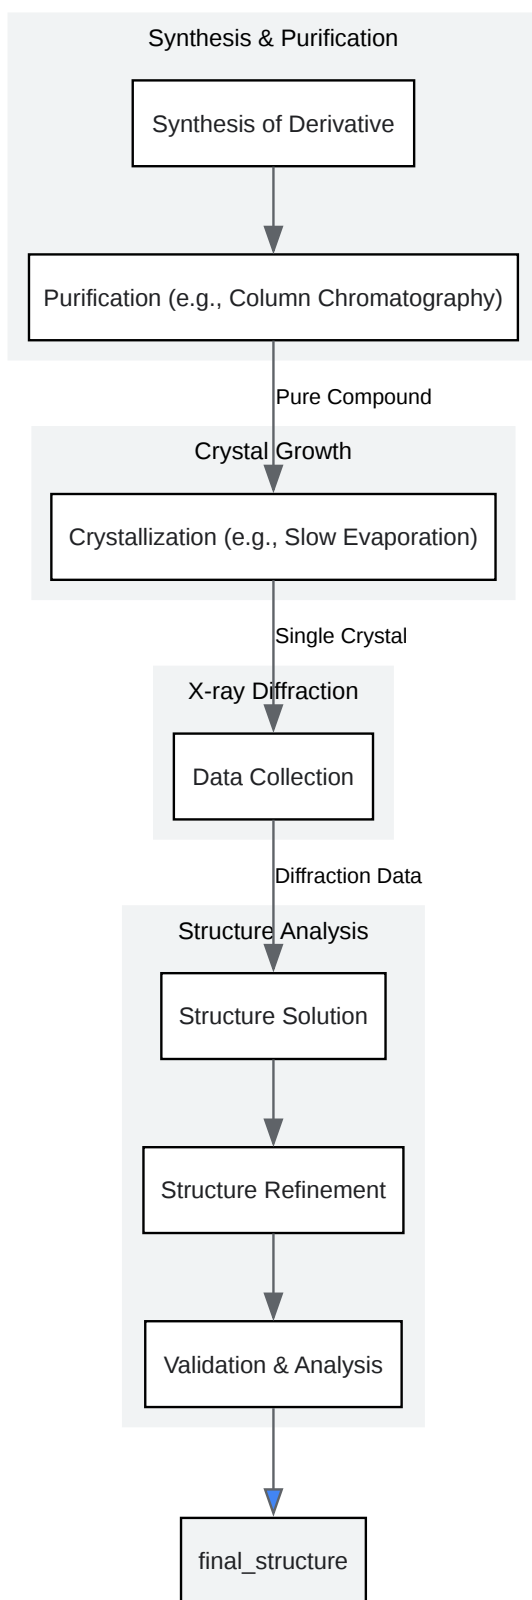 Synthesis & Purification
Synthesis of Derivative
Purification (e.g., Column Chromatography)
Pure Compound
Crystal Growth
Crystallization (e.g., Slow Evaporation)
Single Crystal
X-ray Diffraction
Data Collection
Diffraction Data
Structure Analysis
Structure Solution
Structure Refinement
Validation & Analysis
final_structure